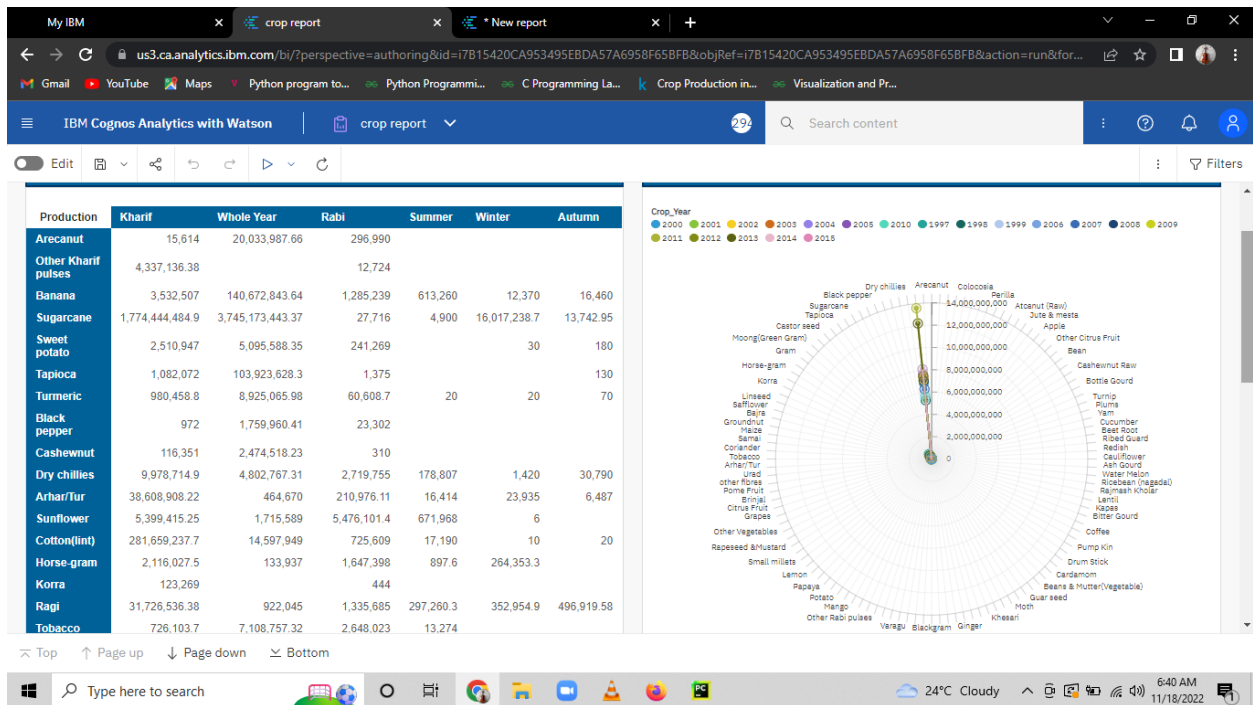 My IBM
crop report
* New report
us3.ca.analytics.ibm.com/bi/?perspective=authoring&id=i7B15420CA953495EBDA57A6958F65BFB&objRef=i7B15420CA953495EBDA57A6958F65BFB&action=run&for...
Gmail YouTube Maps Python program to... Python Programmi... C Programming La... Crop Production in... Visualization and Pr...
IBM Cognos Analytics with Watson crop report 294 Search content
Edit Filters
Production Kharif Whole Year Rabi Summer Winter Autumn
Arecanut 15,614 20,033,987.66 296,990
Other Kharif pulses 4,337,136.38 12,724
Banana 3,532,507 140,672,843.64 1,285,239 613,260 12,370 16,460
Sugarcane 1,774,444,484.9 3,745,173,443.37 27,716 4,900 16,017,238.7 13,742.95
Sweet potato 2,510,947 5,095,588.35 241,269 30 180
Tapioca 1,082,072 103,923,628.3 1,375 130
Turmeric 980,458.8 8,925,065.98 60,608.7 20 20 70
Black pepper 972 1,759,960.41 23,302
Cashewnut 116,351 2,474,518.23 310
Dry chillies 9,978,714.9 4,802,767.31 2,719,755 178,807 1,420 30,790
Arhar/Tur 38,608,908.22 464,670 210,976.11 16,414 23,935 6,487
Sunflower 5,399,415.25 1,715,589 5,476,101.4 671,968 6
Cotton(lint) 281,659,237.7 14,597,949 725,609 17,190 10 20
Horse-gram 2,116,027.5 133,937 1,647,398 897.6 264,353.3
Korra 123,269 444
Ragi 31,726,536.38 922,045 1,335,685 297,260.3 352,954.9 496,919.58
Tobacco 726,103.7 7,108,757.32 2,648,023 13,274
Crop_Year
2000 2001 2002 2003 2004 2005 2010 1997 1998 1999 2006 2007 2008 2009
2011 2012 2013 2014 2015
Dry chillies Arecanut Colocosia
Black pepper Perilla
Sugarcane 14,000,000,000 Atcanut (Raw)
Tapioca Jute & mesta
Castor seed 12,000,000,000 Apple
Moong(Green Gram) Other Citrus Fruit
Gram 10,000,000,000 Bean
Horse-gram 8,000,000,000 Cashewnut Raw
Korra Bottle Gourd
Linseed 6,000,000,000 Turnip
Safflower Plums
Bajra 4,000,000,000 Yam
Groundnut Cucumber
Maize Beet Root
Samai 2,000,000,000 Ribed Guard
Coriander Redish
Tobacco 0 Cauliflower
Arhar/Tur Ash Gourd
Urad Water Melon
other fibres Ricebean (nagadal)
Pome Fruit Rajmash Kholar
Brinjal Lentil
Citrus Fruit Kapas
Grapes Bitter Gourd
Other Vegetables Coffee
Rapeseed &Mustard Pump Kin
Small millets Drum Stick
Lemon Cardamom
Papaya Beans & Mutter(Vegetable)
Potato Guar seed
Mango Moth
Other Rabi pulses Khesari
Varagu Blackgram Ginger
Top Page up Page down Bottom
Type here to search PC 24°C Cloudy 6:40 AM
11/18/2022 1